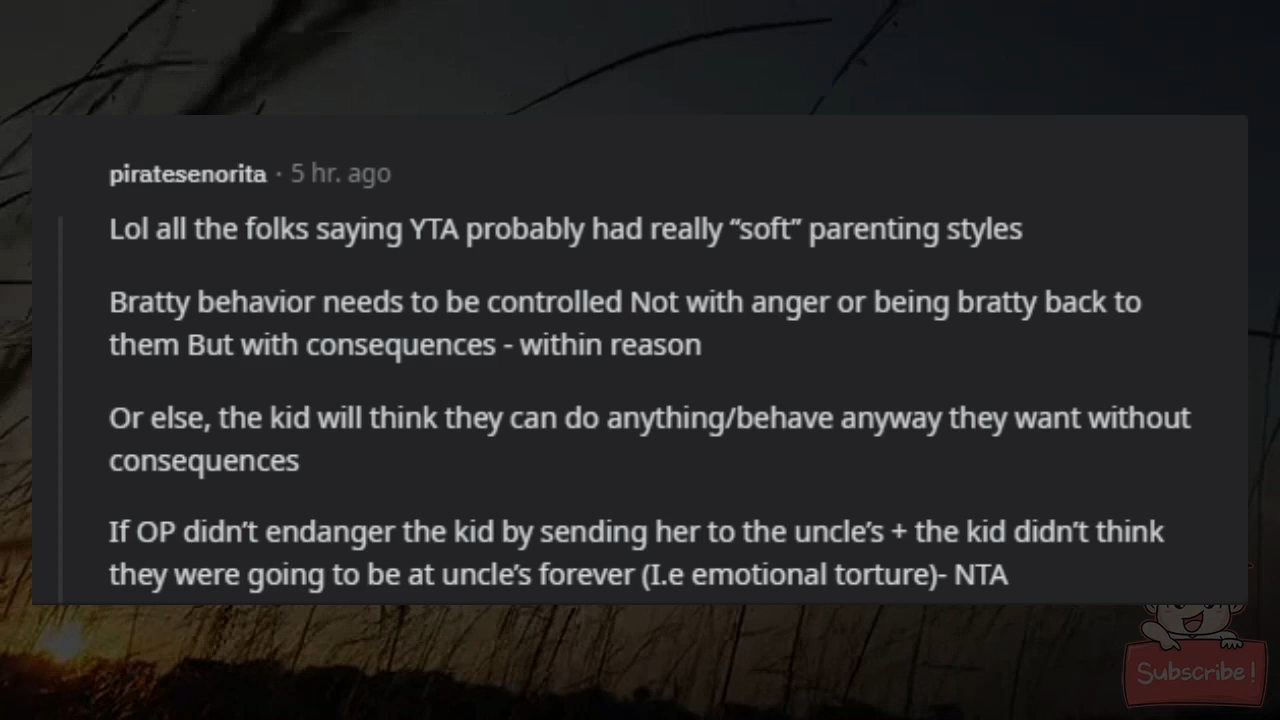 piratesenorita · 5 hr. ago
Lol all the folks saying YTA probably had really “soft” parenting styles
Bratty behavior needs to be controlled Not with anger or being bratty back to
them But with consequences - within reason
Or else, the kid will think they can do anything/behave anyway they want without
consequences
If OP didn’t endanger the kid by sending her to the uncle’s + the kid didn’t think
they were going to be at uncle’s forever (I.e emotional torture)- NTA
Subscribe!